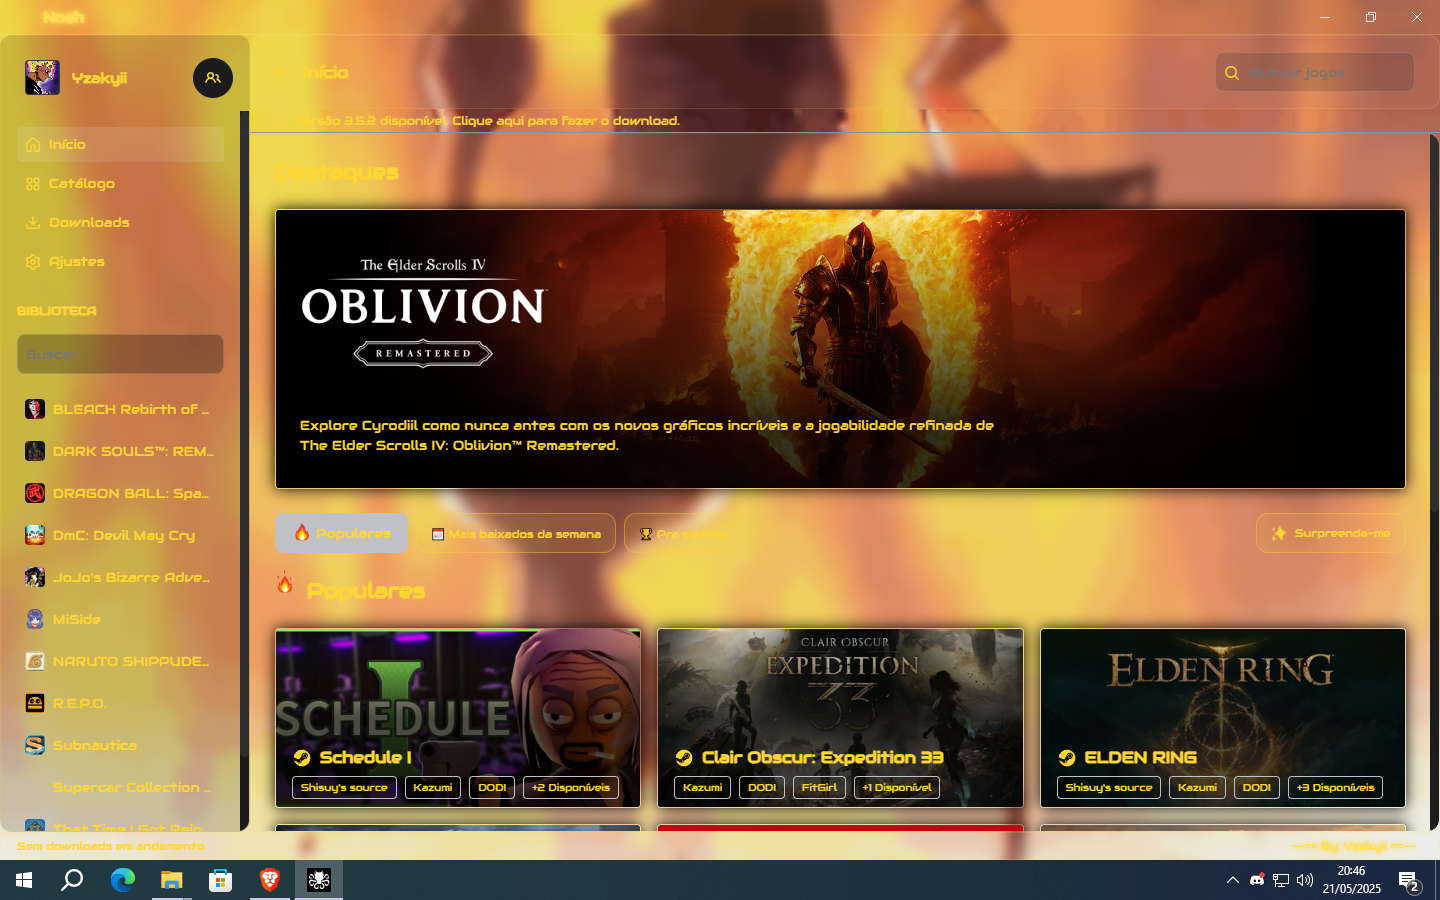 Noah
Yzakyii
Início
Buscar jogos
Versão 3.5.2 disponível. Clique aqui para fazer o download.
Início
Catálogo
Downloads
Ajustes
BIBLIOTECA
Buscar
BLEACH Rebirth of ...
DARK SOULS™: REM...
DRAGON BALL: Spa...
DmC: Devil May Cry
JoJo's Bizarre Adve...
MiSide
NARUTO SHIPPUDE...
R.E.P.O.
Subnautica
Supercar Collection ...
That Time I Got Rein...
Sem downloads em andamento
Destaques
The Elder Scrolls IV
OBLIVION
REMASTERED
Explore Cyrodiil como nunca antes com os novos gráficos incríveis e a jogabilidade refinada de
The Elder Scrolls IV: Oblivion™ Remastered.
Populares
Mais baixados da semana
Pra platinar
Surpreenda-me
Populares
SCHEDULE I
Schedule I
Shisuy's source
Kazumi
DODI
+2 Disponíveis
CLAIR OBSCUR
EXPEDITION
33
Clair Obscur: Expedition 33
Kazumi
DODI
FitGirl
+1 Disponível
ELDEN RING
ELDEN RING
Shisuy's source
Kazumi
DODI
+3 Disponíveis
By: Yzakyii
20:46
21/05/2025
2